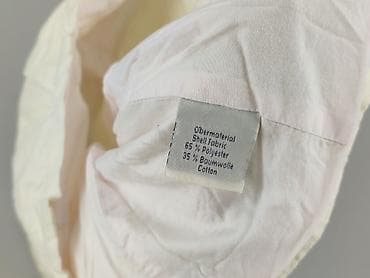 Obermaterial
Shell Fabric
65 % Polyester
35 % Baumwolle
Cotton